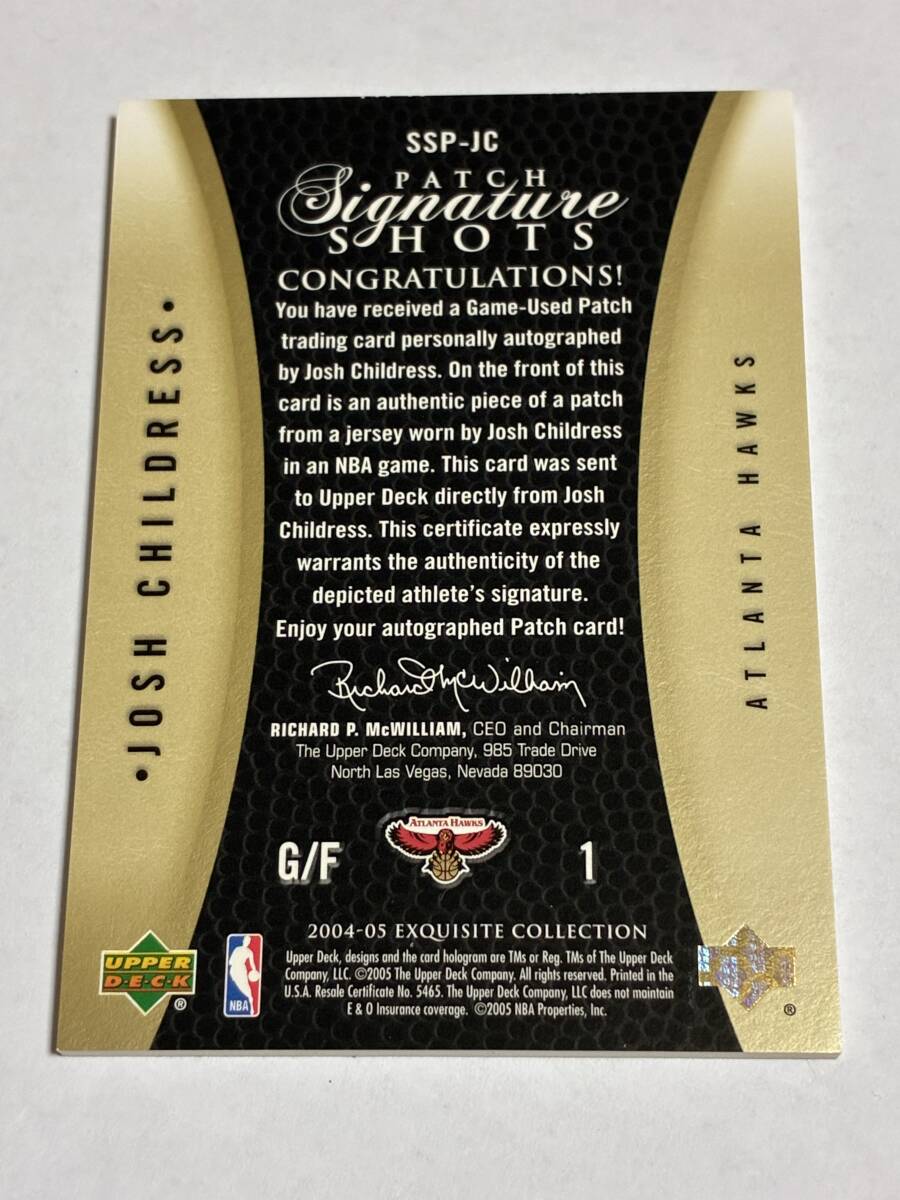 SSP-JC
PATCH
Signature
SHOTS
CONGRATULATIONS!
You have received a Game-Used Patch
trading card personally autographed
by Josh Childress. On the front of this
card is an authentic piece of a patch
from a jersey worn by Josh Childress
in an NBA game. This card was sent
to Upper Deck directly from Josh
Childress. This certificate expressly
warrants the authenticity of the
depicted athlete's signature.
Enjoy your autographed Patch card!
Richard McWilliam
RICHARD P. McWILLIAM, CEO and Chairman
The Upper Deck Company, 985 Trade Drive
North Las Vegas, Nevada 89030
•JOSH CHILDRESS•
ATLANTA HAWKS
ATLANTA HAWKS
G/F
1
2004-05 EXQUISITE COLLECTION
Upper Deck, designs and the card hologram are TMs or Reg. TMs of The Upper Deck
Company, LLC. ©2005 The Upper Deck Company. All rights reserved. Printed in the
U.S.A. Resale Certificate No. 5465. The Upper Deck Company, LLC does not maintain
E & O Insurance coverage. ©2005 NBA Properties, Inc.
UPPER
D·E·C·K
®
NBA
®